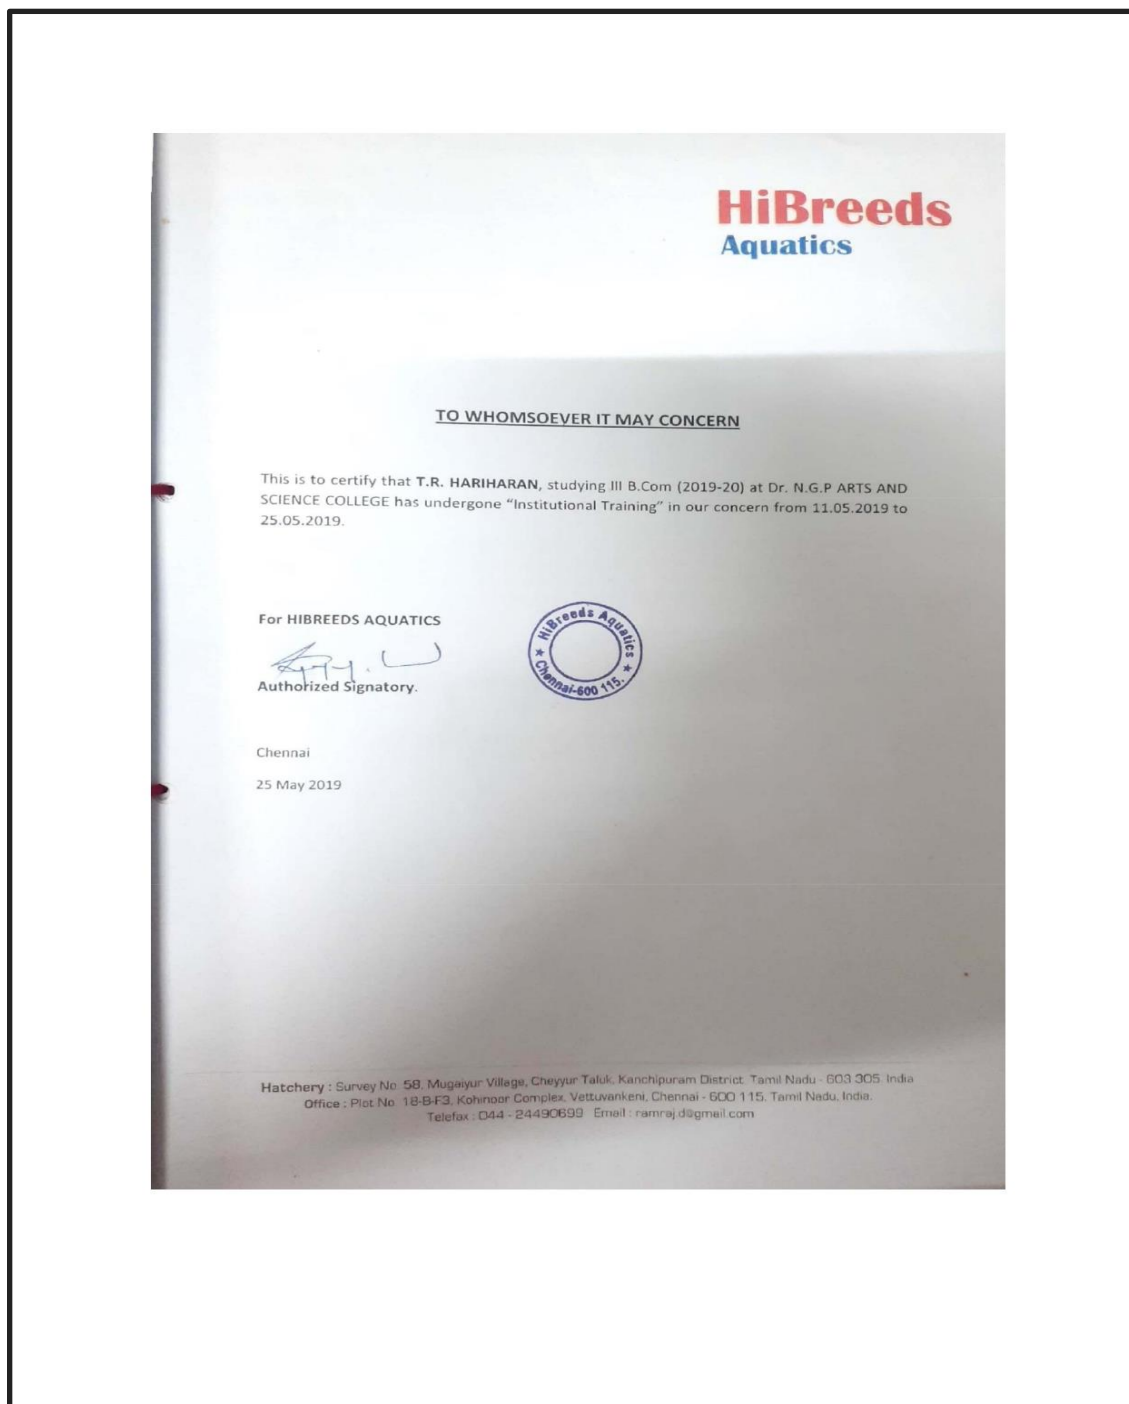 HiBreeds
Aquatics
TO WHOMSOEVER IT MAY CONCERN
This is to certify that T.R. HARIHARAN, studying III B.Com (2019-20) at Dr. N.G.P ARTS AND
SCIENCE COLLEGE has undergone “Institutional Training” in our concern from 11.05.2019 to
25.05.2019.
For HIBREEDS AQUATICS
HiBreeds Aquatics
★ Chennai-600 115. ★
Authorized Signatory.
Chennai
25 May 2019
Hatchery : Survey No. 58, Mugaiyur Village, Cheyyur Taluk, Kanchipuram District, Tamil Nadu - 603 305. India
Office : Plot No. 18-B-F3, Kohinoor Complex, Vettuvankeni, Chennai - 600 115. Tamil Nadu, India.
Telefax : 044 - 24490699 Email : ramraj.d@gmail.com